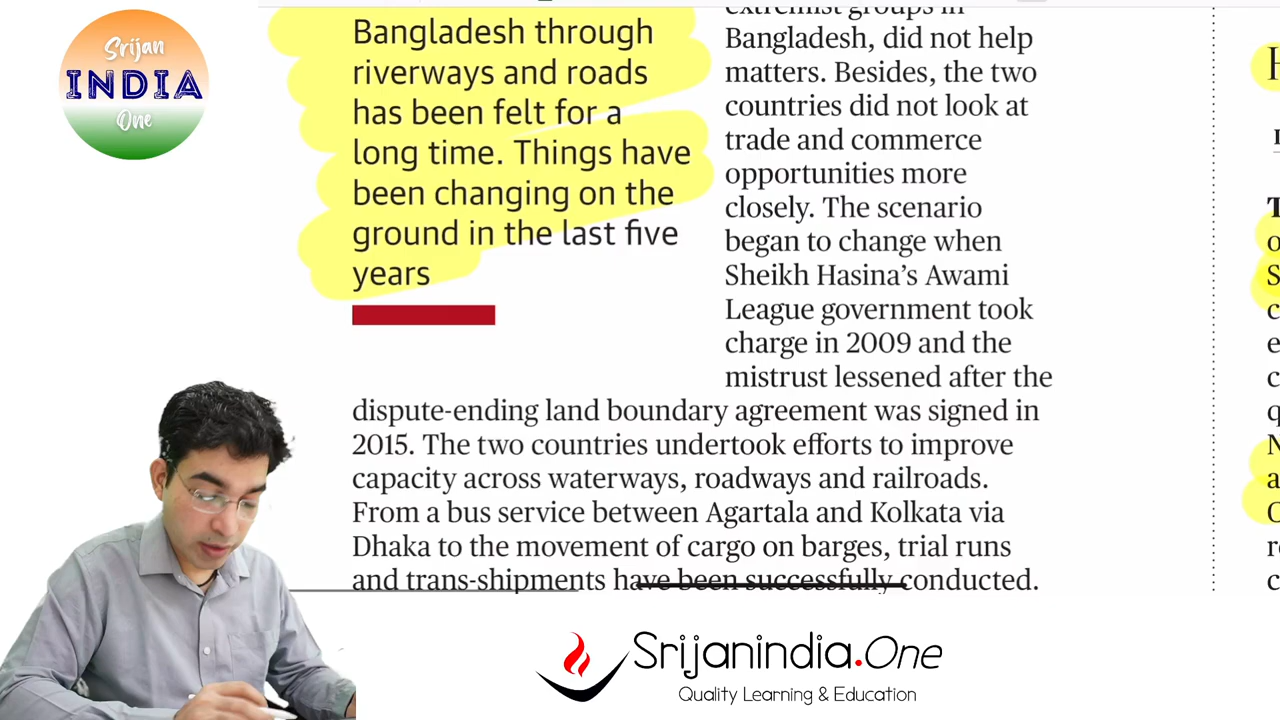 Srijan
INDIA
One
Bangladesh through
riverways and roads
has been felt for a
long time. Things have
been changing on the
ground in the last five
years
extremist groups in
Bangladesh, did not help
matters. Besides, the two
countries did not look at
trade and commerce
opportunities more
closely. The scenario
began to change when
Sheikh Hasina's Awami
League government took
charge in 2009 and the
mistrust lessened after the
dispute-ending land boundary agreement was signed in
2015. The two countries undertook efforts to improve
capacity across waterways, roadways and railroads.
From a bus service between Agartala and Kolkata via
Dhaka to the movement of cargo on barges, trial runs
and trans-shipments have been successfully conducted.
Srijanindia.One
Quality Learning & Education